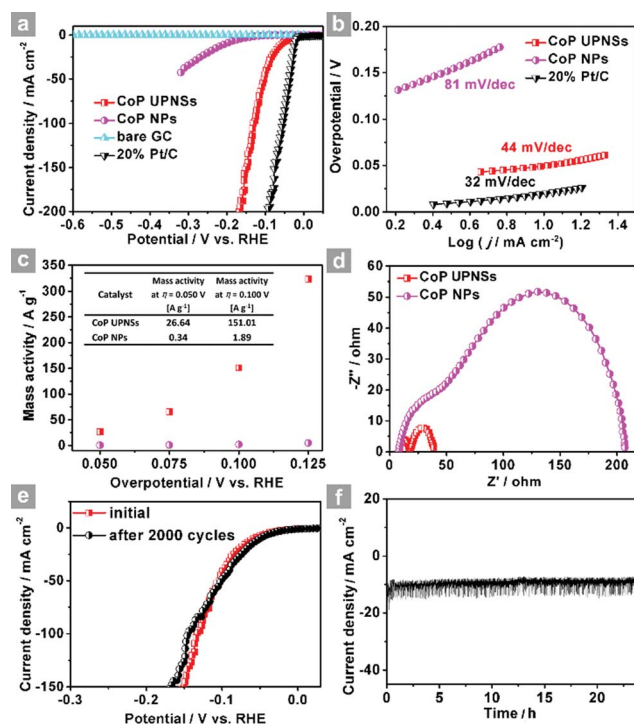 a
Current density / mA cm-2
0
-50
-100
-150
-200
CoP UPNSs
CoP NPs
bare GC
20% Pt/C
-0.6 -0.5 -0.4 -0.3 -0.2 -0.1 0.0
Potential / V vs. RHE
b
Overpotential / V
0.20
0.15
0.10
0.05
0.00
CoP UPNSs
CoP NPs
20% Pt/C
81 mV/dec
44 mV/dec
32 mV/dec
0.2 0.4 0.6 0.8 1.0 1.2 1.4
Log ( j / mA cm-2)
c
Mass activity / A g-1
350
300
250
200
150
100
50
0
Catalyst
Mass activity
at η = 0.050 V
[A g-1]
Mass activity
at η = 0.100 V
[A g-1]
CoP UPNSs 26.64 151.01
CoP NPs 0.34 1.89
0.050 0.075 0.100 0.125
Overpotential / V vs. RHE
d
-Z'' / ohm
60
50
40
30
20
10
0
CoP UPNSs
CoP NPs
0 50 100 150 200
Z' / ohm
e
Current density / mA cm-2
0
-50
-100
-150
initial
after 2000 cycles
-0.3 -0.2 -0.1 0.0
Potential / V vs. RHE
f
Current density / mA cm-2
20
0
-20
-40
0 5 10 15 20
Time / h